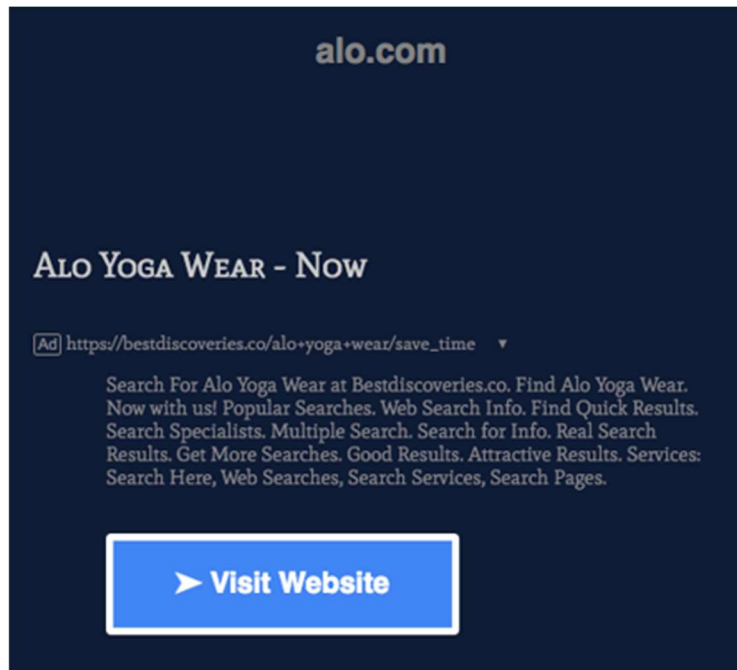 alo.com
Alo Yoga Wear - Now
Ad https://bestdiscoveries.co/alo+yoga+wear/save_time ▼
Search For Alo Yoga Wear at Bestdiscoveries.co. Find Alo Yoga Wear.
Now with us! Popular Searches. Web Search Info. Find Quick Results.
Search Specialists. Multiple Search. Search for Info. Real Search
Results. Get More Searches. Good Results. Attractive Results. Services:
Search Here, Web Searches, Search Services, Search Pages.
➤ Visit Website